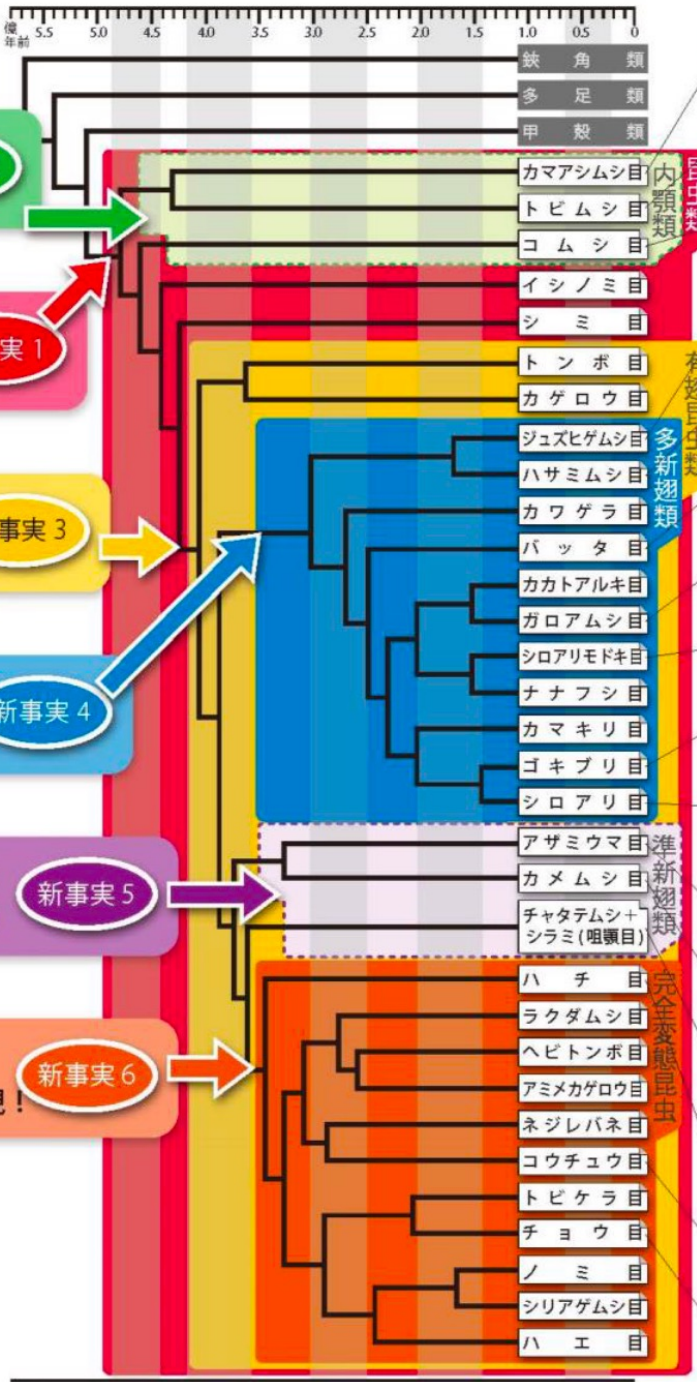 億
年前
5.5 5.0 4.5 4.0 3.5 3.0 2.5 2.0 1.5 1.0 0.5 0
鋏角類
多足類
甲殻類
カマアシムシ目
トビムシ目
コムシ目
内顎類
昆虫類
実 1
イシノミ目
シミ目
トンボ目
カゲロウ目
有翅昆虫類
ジュズヒゲムシ目
ハサミムシ目
多新翅類
カワゲラ目
事実 3
バッタ目
カカトアルキ目
ガロアムシ目
シロアリモドキ目
ナナフシ目
新事実 4
カマキリ目
ゴキブリ目
シロアリ目
アザミウマ目
カメムシ目
準新翅類
新事実 5
チャタテムシ+
シラミ(咀顎目)
ハチ目
完全変態昆虫
ラクダムシ目
ヘビトンボ目
新事実 6
アミメカゲロウ目
見!
ネジレバネ目
コウチュウ目
トビケラ目
チョウ目
ノミ目
シリアゲムシ目
ハエ目